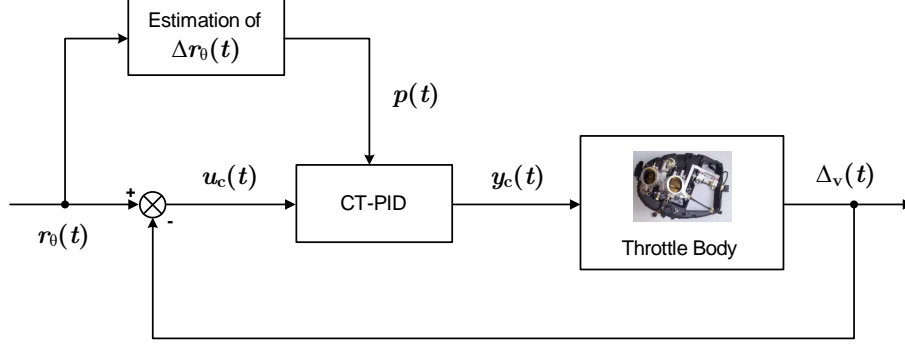 Estimation of
Δr_θ(t)
p(t)
+
u_c(t)
y_c(t)
Δ_v(t)
CT-PID
-
r_θ(t)
Throttle Body